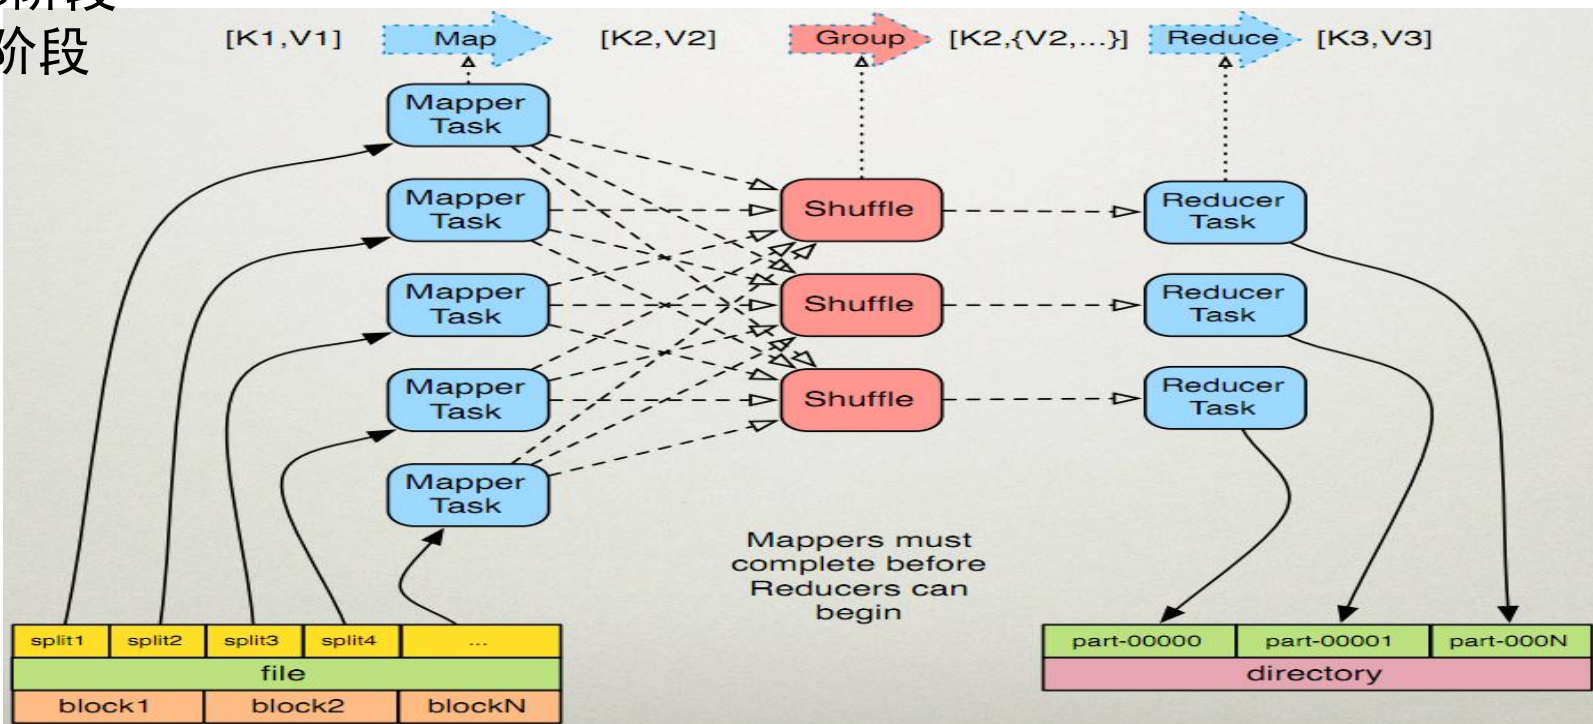 阶段
阶段
[K1,V1]
Map
[K2,V2]
Group
[K2,{V2,...}]
Reduce
[K3,V3]
Mapper
Task
Mapper
Task
Mapper
Task
Mapper
Task
Mapper
Task
Shuffle
Shuffle
Shuffle
Reducer
Task
Reducer
Task
Reducer
Task
Mappers must
complete before
Reducers can
begin
split1 split2 split3 split4 ...
file
block1 block2 blockN
part-00000 part-00001 part-000N
directory